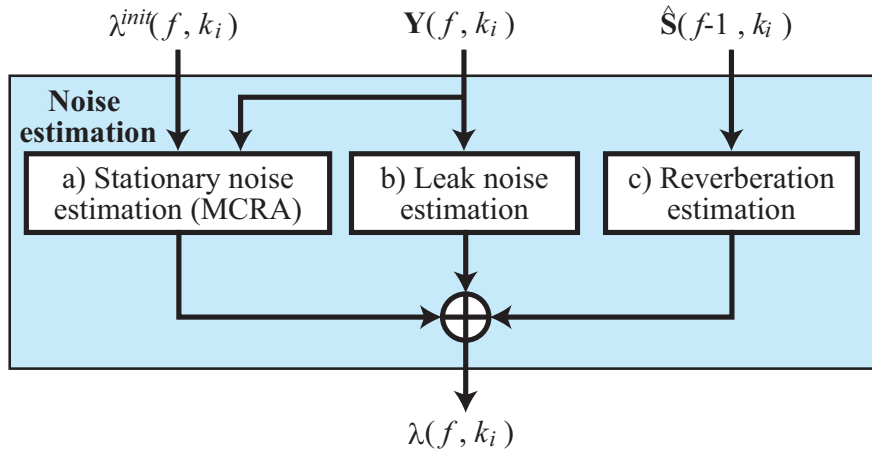 λ^init(f, k_i)
Y(f, k_i)
Ŝ(f-1, k_i)
Noise
estimation
a) Stationary noise
estimation (MCRA)
b) Leak noise
estimation
c) Reverberation
estimation
λ(f, k_i)